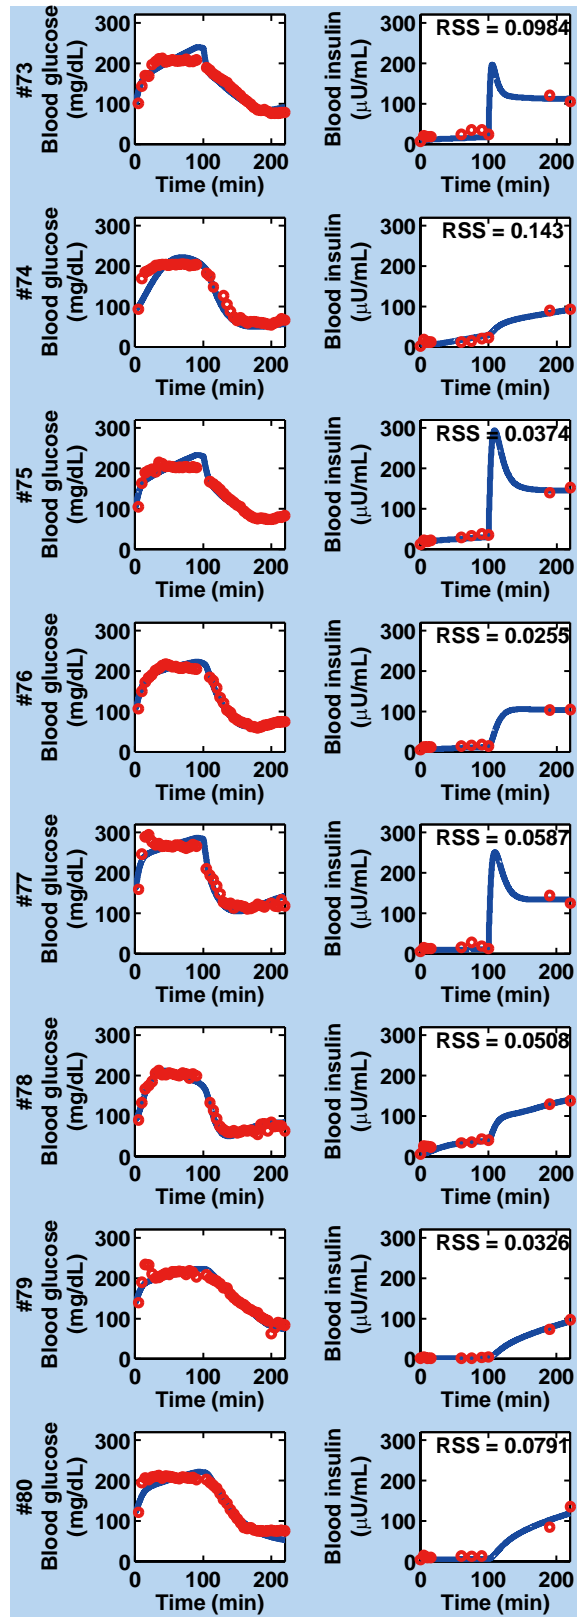 #73
Blood glucose
(mg/dL)
300
200
100
0
0 100 200
Time (min)
Blood insulin
(μU/mL)
300
200
100
0
0 100 200
Time (min)
RSS = 0.0984
#74
Blood glucose
(mg/dL)
300
200
100
0
0 100 200
Time (min)
Blood insulin
(μU/mL)
300
200
100
0
0 100 200
Time (min)
RSS = 0.143
#75
Blood glucose
(mg/dL)
300
200
100
0
0 100 200
Time (min)
Blood insulin
(μU/mL)
300
200
100
0
0 100 200
Time (min)
RSS = 0.0374
#76
Blood glucose
(mg/dL)
300
200
100
0
0 100 200
Time (min)
Blood insulin
(μU/mL)
300
200
100
0
0 100 200
Time (min)
RSS = 0.0255
#77
Blood glucose
(mg/dL)
300
200
100
0
0 100 200
Time (min)
Blood insulin
(μU/mL)
300
200
100
0
0 100 200
Time (min)
RSS = 0.0587
#78
Blood glucose
(mg/dL)
300
200
100
0
0 100 200
Time (min)
Blood insulin
(μU/mL)
300
200
100
0
0 100 200
Time (min)
RSS = 0.0508
#79
Blood glucose
(mg/dL)
300
200
100
0
0 100 200
Time (min)
Blood insulin
(μU/mL)
300
200
100
0
0 100 200
Time (min)
RSS = 0.0326
#80
Blood glucose
(mg/dL)
300
200
100
0
0 100 200
Time (min)
Blood insulin
(μU/mL)
300
200
100
0
0 100 200
Time (min)
RSS = 0.0791